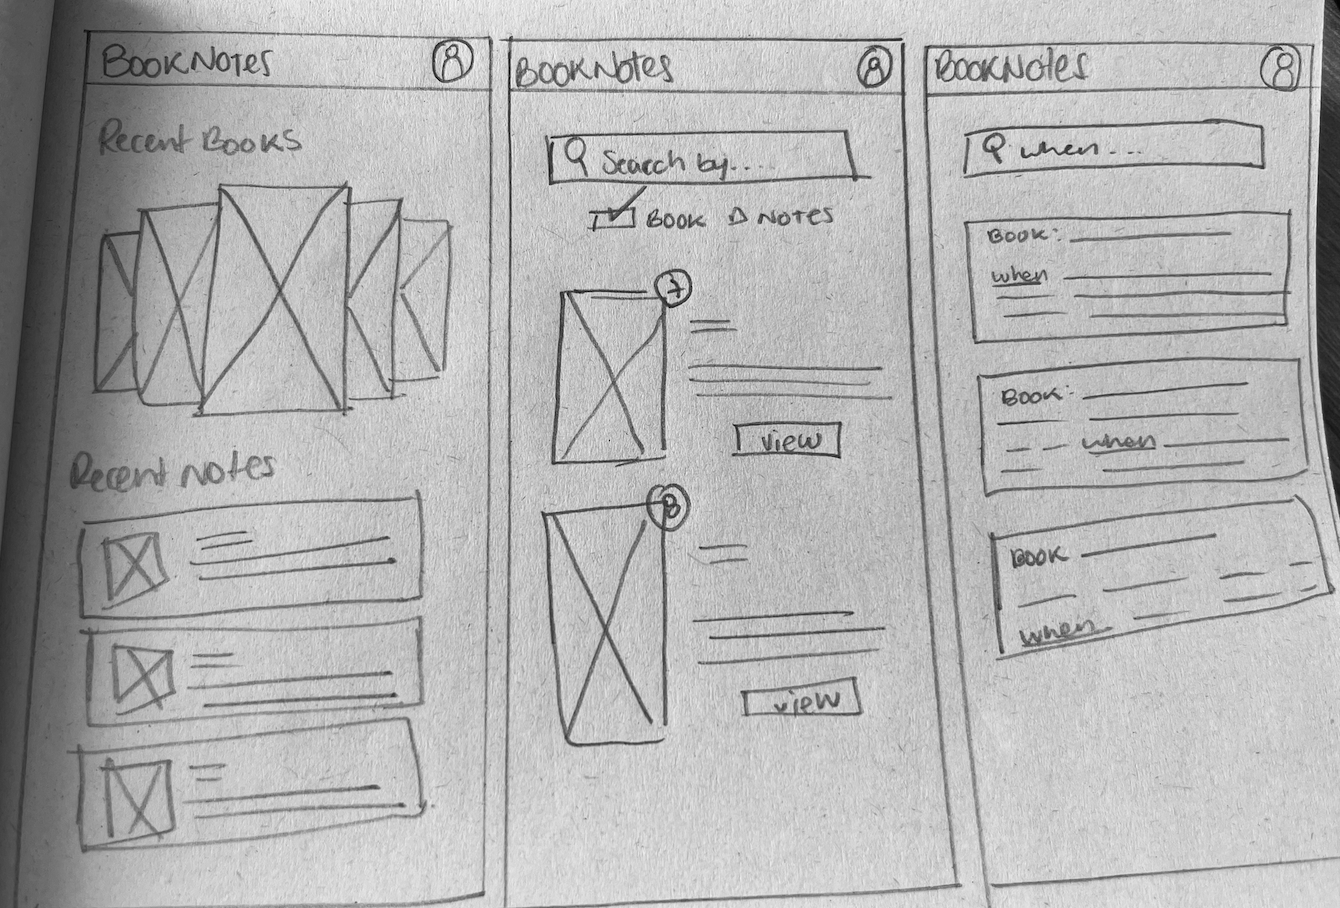 BOOKNOTES
Recent BOOKS
Recent NOTES
BOOKNOTES
Search by....
BOOK NOTES
7
view
8
view
BOOKNOTES
when...
BOOK:
when
BOOK:
when
BOOK
when